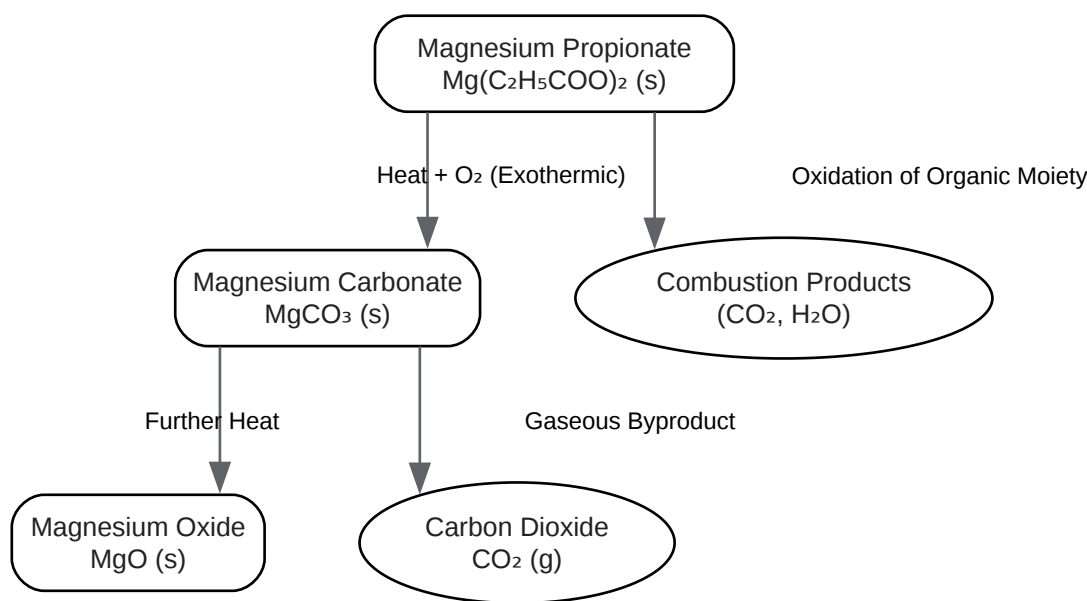 Magnesium Propionate
Mg(C₂H₅COO)₂ (s)
Heat + O₂ (Exothermic)
Oxidation of Organic Moiety
Magnesium Carbonate
MgCO₃ (s)
Combustion Products
(CO₂, H₂O)
Further Heat
Gaseous Byproduct
Magnesium Oxide
MgO (s)
Carbon Dioxide
CO₂ (g)